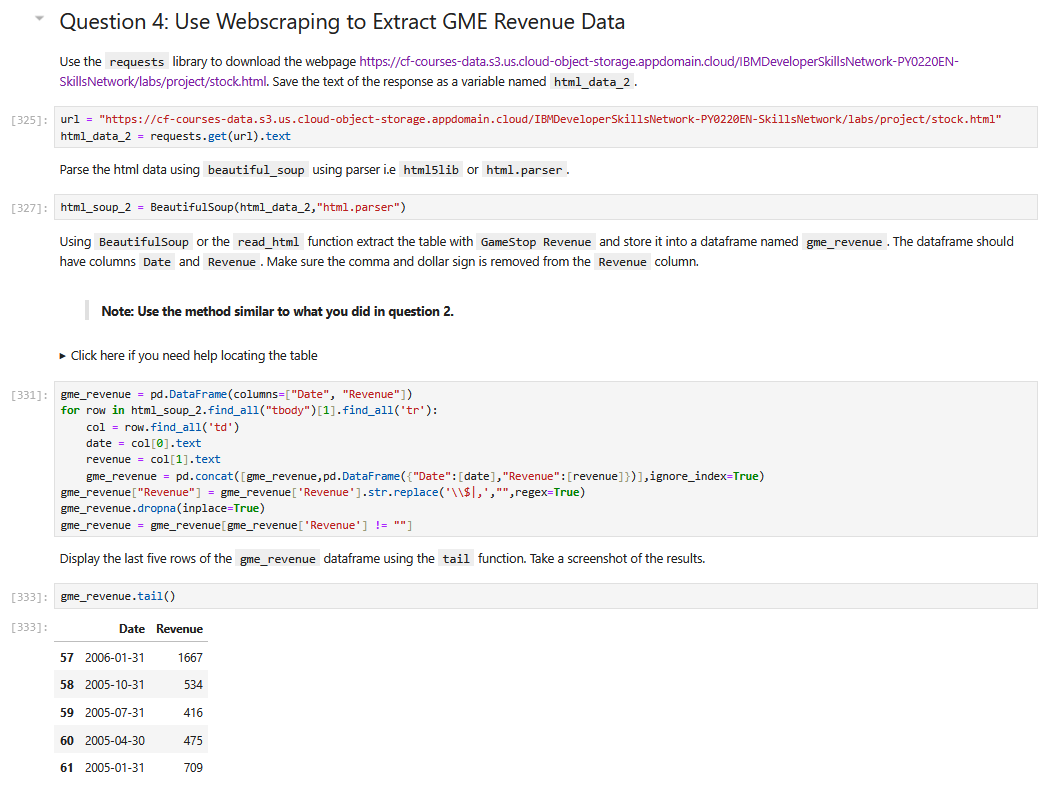 Question 4: Use Webscraping to Extract GME Revenue Data
Use the requests library to download the webpage https://cf-courses-data.s3.us.cloud-object-storage.appdomain.cloud/IBMDeveloperSkillsNetwork-PY0220EN-
SkillsNetwork/labs/project/stock.html. Save the text of the response as a variable named html_data_2.
[325]: url = "https://cf-courses-data.s3.us.cloud-object-storage.appdomain.cloud/IBMDeveloperSkillsNetwork-PY0220EN-SkillsNetwork/labs/project/stock.html"
html_data_2 = requests.get(url).text
Parse the html data using beautiful_soup using parser i.e html5lib or html.parser.
[327]: html_soup_2 = BeautifulSoup(html_data_2,"html.parser")
Using BeautifulSoup or the read_html function extract the table with GameStop Revenue and store it into a dataframe named gme_revenue. The dataframe should
have columns Date and Revenue. Make sure the comma and dollar sign is removed from the Revenue column.
Note: Use the method similar to what you did in question 2.
▸ Click here if you need help locating the table
[331]: gme_revenue = pd.DataFrame(columns=["Date", "Revenue"])
for row in html_soup_2.find_all("tbody")[1].find_all('tr'):
    col = row.find_all('td')
    date = col[0].text
    revenue = col[1].text
    gme_revenue = pd.concat([gme_revenue,pd.DataFrame({"Date":[date],"Revenue":[revenue]})],ignore_index=True)
gme_revenue["Revenue"] = gme_revenue['Revenue'].str.replace('\\$|,',"",regex=True)
gme_revenue.dropna(inplace=True)
gme_revenue = gme_revenue[gme_revenue['Revenue'] != ""]
Display the last five rows of the gme_revenue dataframe using the tail function. Take a screenshot of the results.
[333]: gme_revenue.tail()
[333]: Date Revenue
57 2006-01-31 1667
58 2005-10-31 534
59 2005-07-31 416
60 2005-04-30 475
61 2005-01-31 709